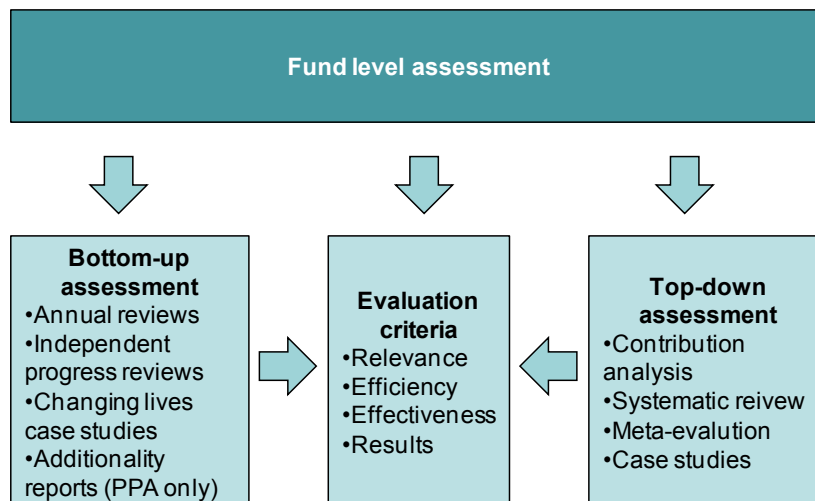 Fund level assessment
Bottom-up
assessment
•Annual reviews
•Independent
progress reviews
•Changing lives
case studies
•Additionality
reports (PPA only)
Evaluation
criteria
•Relevance
•Efficiency
•Effectiveness
•Results
Top-down
assessment
•Contribution
analysis
•Systematic reivew
•Meta-evalution
•Case studies